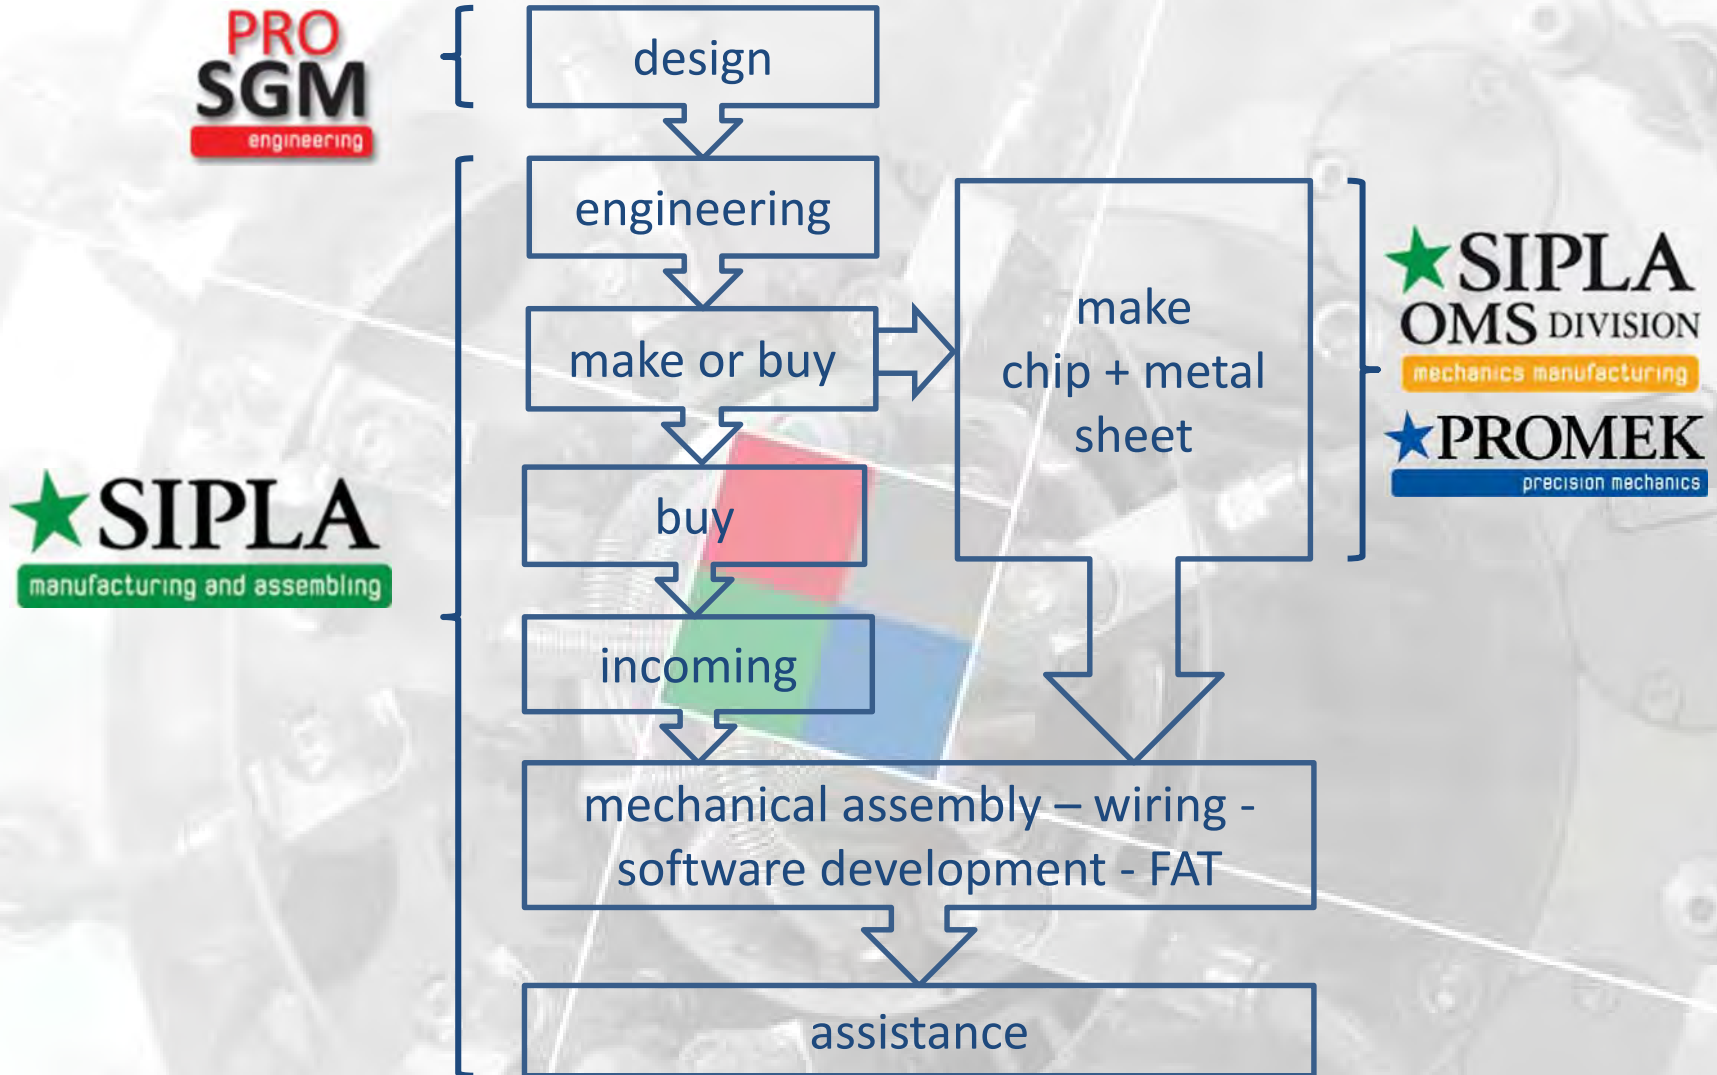 PRO
SGM
engineering
design
engineering
make or buy
make
chip + metal
sheet
SIPLA
OMS DIVISION
mechanics manufacturing
PROMEK
precision mechanics
buy
SIPLA
manufacturing and assembling
incoming
mechanical assembly – wiring -
software development - FAT
assistance